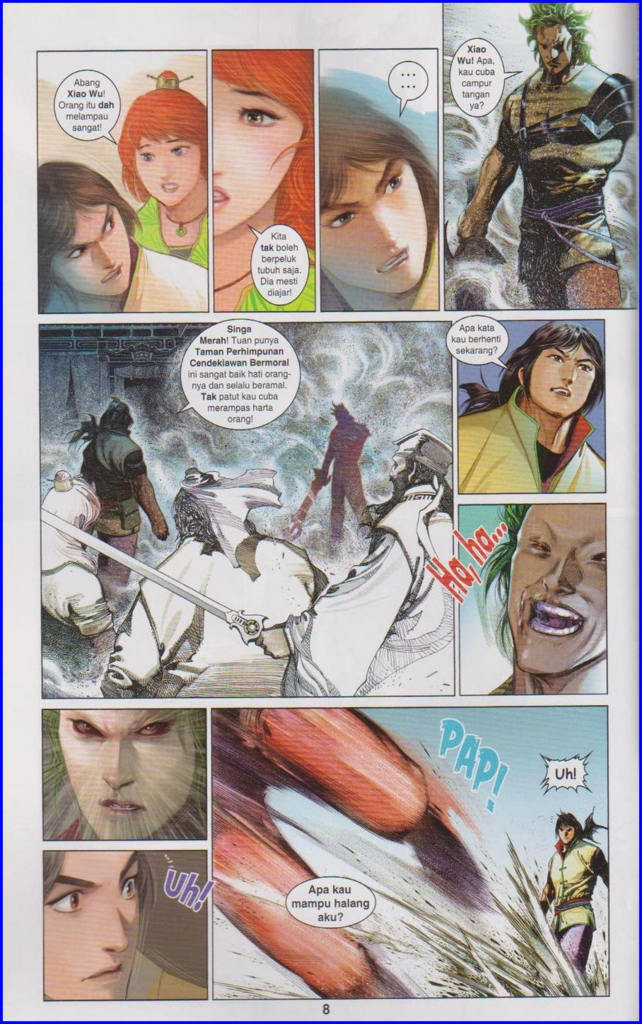 Abang
Xiao Wu!
Orang itu dah
melampau
sangat!
Kita
tak boleh
berpeluk
tubuh saja.
Dia mesti
diajar!
...
...
Xiao
Wu! Apa,
kau cuba
campur
tangan
ya?
Singa
Merah! Tuan punya
Taman Perhimpunan
Cendekiawan Bermoral
ini sangat baik hati orang-
nya dan selalu beramal.
Tak patut kau cuba
merampas harta
orang!
Apa kata
kau berhenti
sekarang?
Ha, ha...
Uh!
PAP!
Uh!
Apa kau
mampu halang
aku?
8